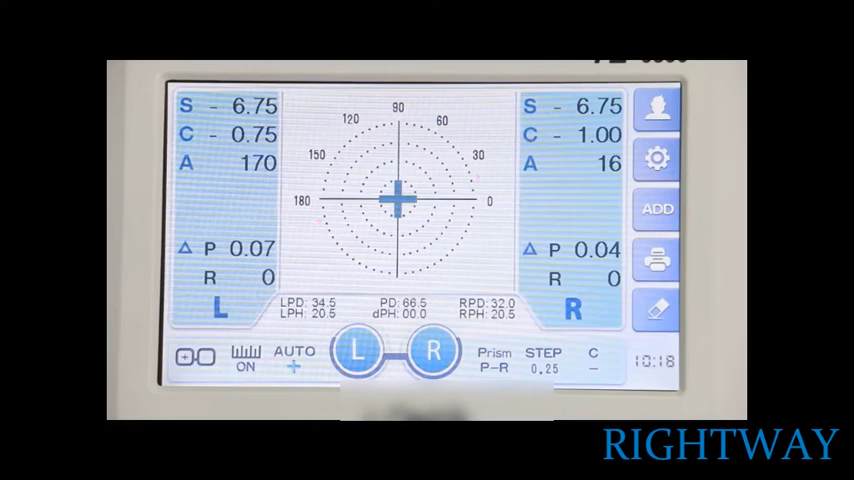 S - 6.75
C - 0.75
A 170
P 0.07
R 0
L
90
120 60
150 30
180 0
S - 6.75
C - 1.00
A 16
P 0.04
R 0
R
ADD
LPD: 34.5 PD: 66.5 RPD: 32.0
LPH: 20.5 dPH: 00.0 RPH: 20.5
ON
AUTO
+
L R
Prism
P-R
STEP
0.25
C
-
10:18
RIGHTWAY